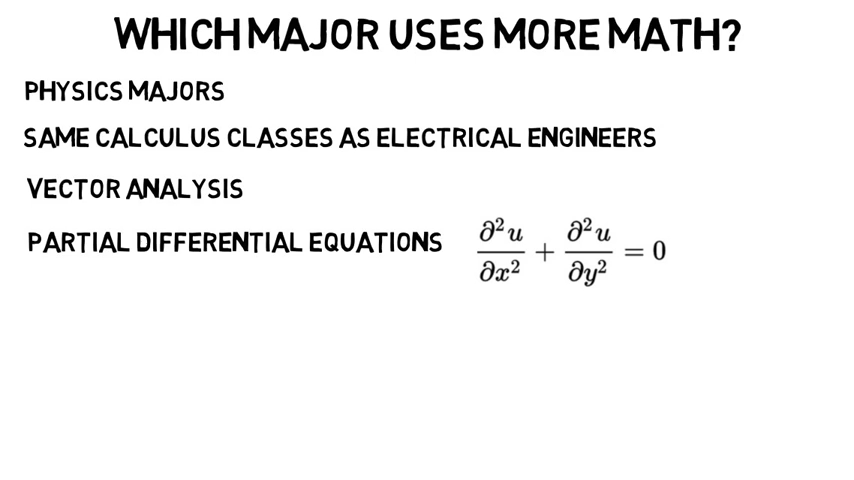 WHICH MAJOR USES MORE MATH?
PHYSICS MAJORS
SAME CALCULUS CLASSES AS ELECTRICAL ENGINEERS
VECTOR ANALYSIS
PARTIAL DIFFERENTIAL EQUATIONS ∂²u/∂x² + ∂²u/∂y² = 0